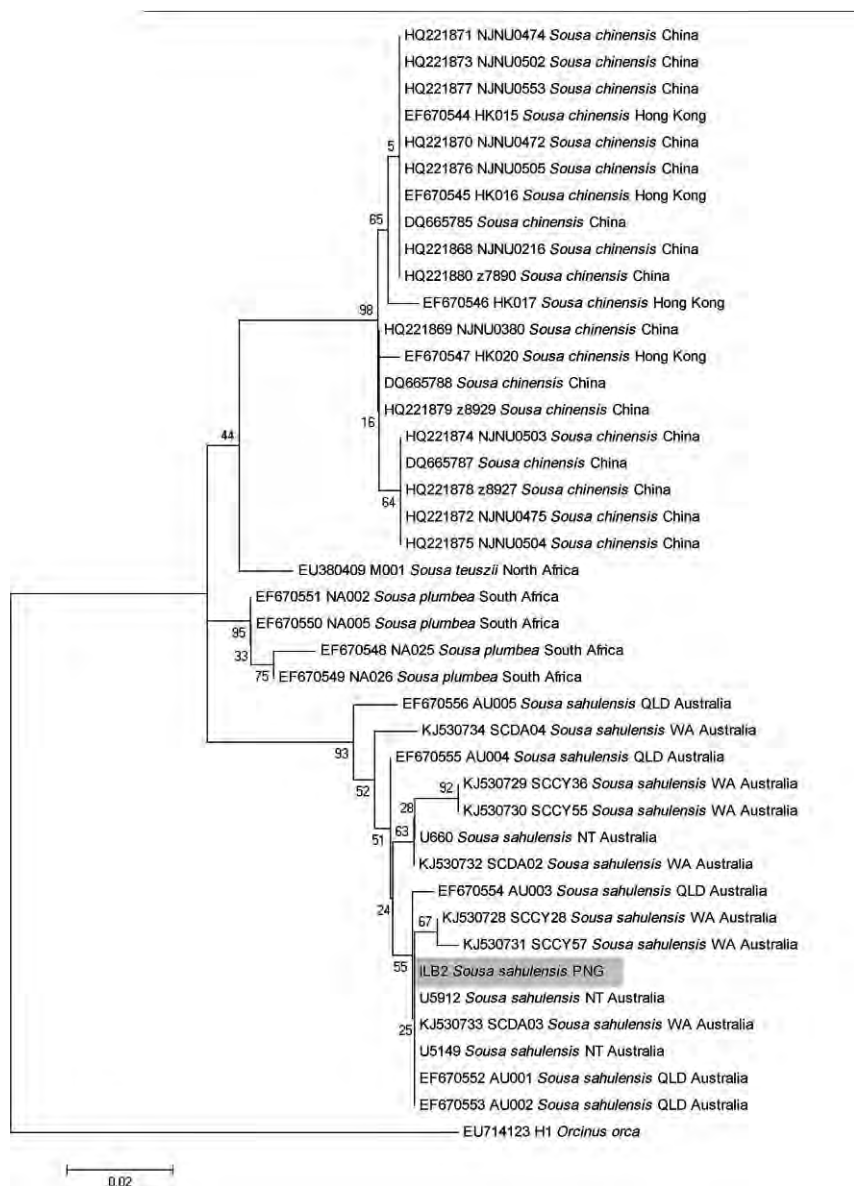 HQ221871 NJNU0474 Sousa chinensis China
HQ221873 NJNU0502 Sousa chinensis China
HQ221877 NJNU0553 Sousa chinensis China
EF670544 HK015 Sousa chinensis Hong Kong
HQ221870 NJNU0472 Sousa chinensis China
5
HQ221876 NJNU0505 Sousa chinensis China
EF670545 HK016 Sousa chinensis Hong Kong
65
DQ665785 Sousa chinensis China
HQ221868 NJNU0216 Sousa chinensis China
HQ221880 z7890 Sousa chinensis China
EF670546 HK017 Sousa chinensis Hong Kong
98
HQ221869 NJNU0380 Sousa chinensis China
EF670547 HK020 Sousa chinensis Hong Kong
DQ665788 Sousa chinensis China
HQ221879 z8929 Sousa chinensis China
16
44
HQ221874 NJNU0503 Sousa chinensis China
DQ665787 Sousa chinensis China
HQ221878 z8927 Sousa chinensis China
64
HQ221872 NJNU0475 Sousa chinensis China
HQ221875 NJNU0504 Sousa chinensis China
EU380409 M001 Sousa teuszii North Africa
EF670551 NA002 Sousa plumbea South Africa
EF670550 NA005 Sousa plumbea South Africa
95
33
EF670548 NA025 Sousa plumbea South Africa
75
EF670549 NA026 Sousa plumbea South Africa
EF670556 AU005 Sousa sahulensis QLD Australia
KJ530734 SCDA04 Sousa sahulensis WA Australia
93
EF670555 AU004 Sousa sahulensis QLD Australia
52
92
KJ530729 SCCY36 Sousa sahulensis WA Australia
28
KJ530730 SCCY55 Sousa sahulensis WA Australia
51
63
U660 Sousa sahulensis NT Australia
KJ530732 SCDA02 Sousa sahulensis WA Australia
EF670554 AU003 Sousa sahulensis QLD Australia
24
67
KJ530728 SCCY28 Sousa sahulensis WA Australia
KJ530731 SCCY57 Sousa sahulensis WA Australia
55
ILB2 Sousa sahulensis PNG
U5912 Sousa sahulensis NT Australia
25
KJ530733 SCDA03 Sousa sahulensis WA Australia
U5149 Sousa sahulensis NT Australia
EF670552 AU001 Sousa sahulensis QLD Australia
EF670553 AU002 Sousa sahulensis QLD Australia
EU714123 H1 Orcinus orca
0.02